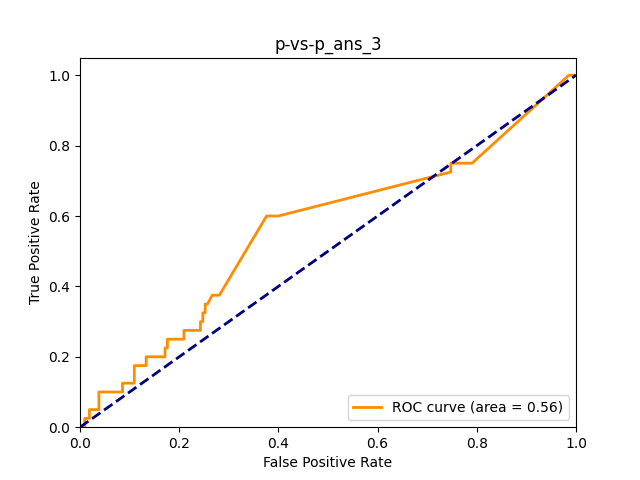 p-vs-p_ans_3
True Positive Rate
1.0
0.8
0.6
0.4
0.2
0.0
ROC curve (area = 0.56)
0.0 0.2 0.4 0.6 0.8 1.0
False Positive Rate